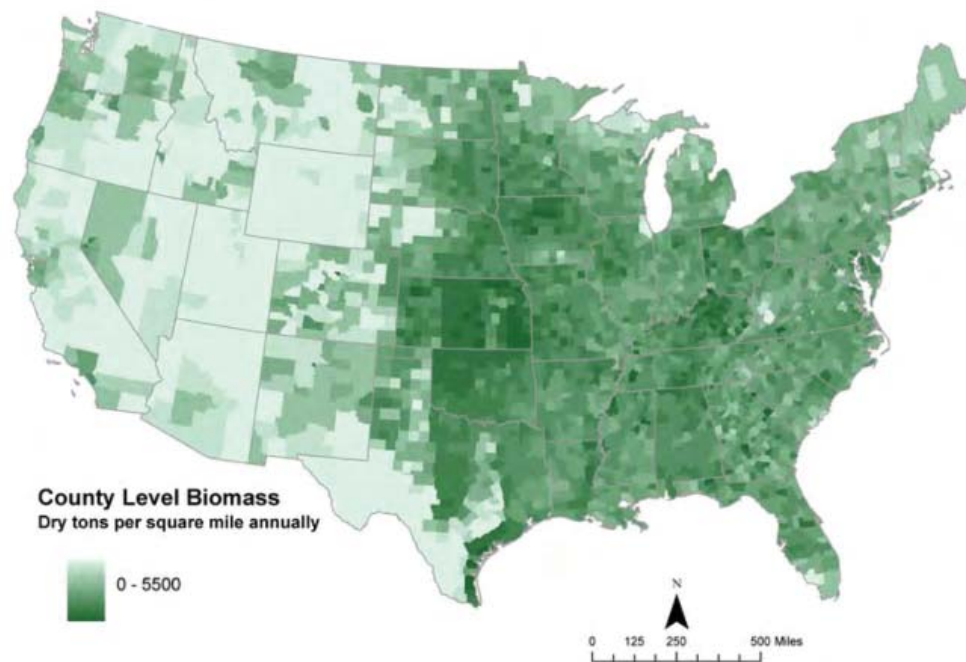 County Level Biomass
Dry tons per square mile annually
0 - 5500
N
0 125 250 500 Miles